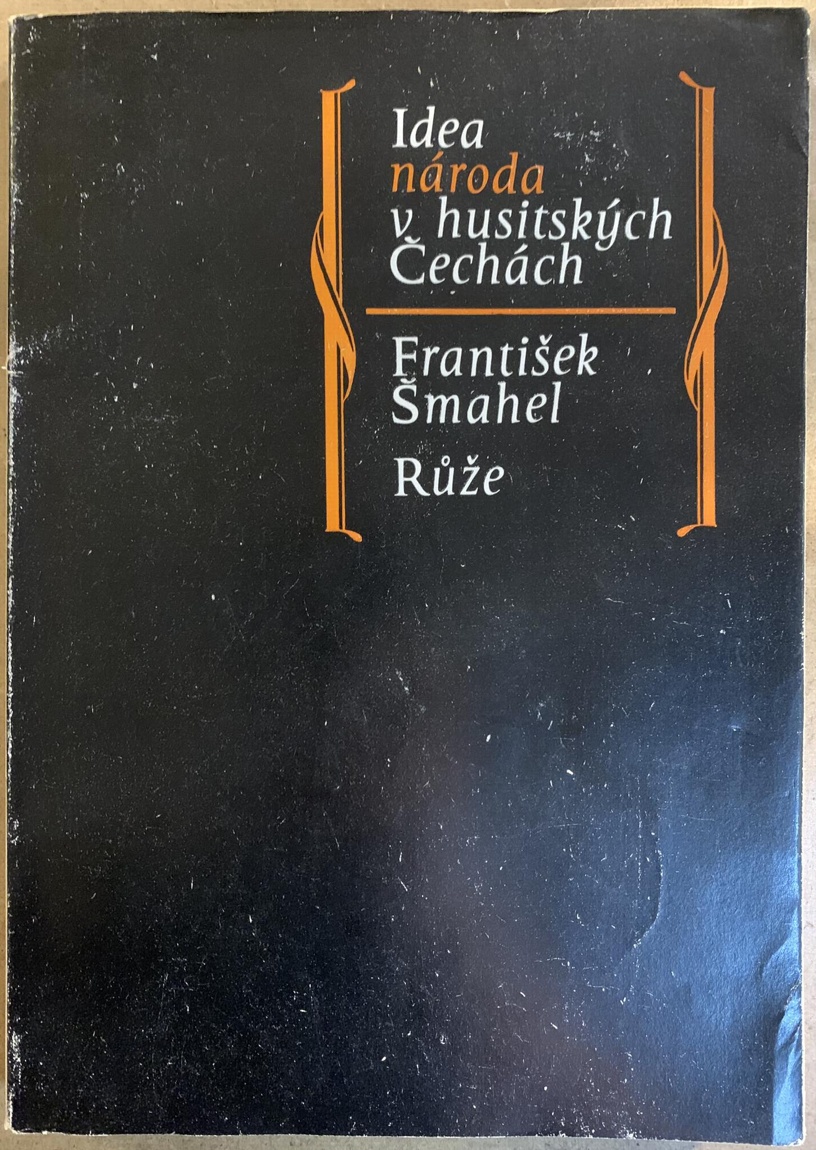 Idea
národa
v husitských
Čechách
František
Šmahel
Růže